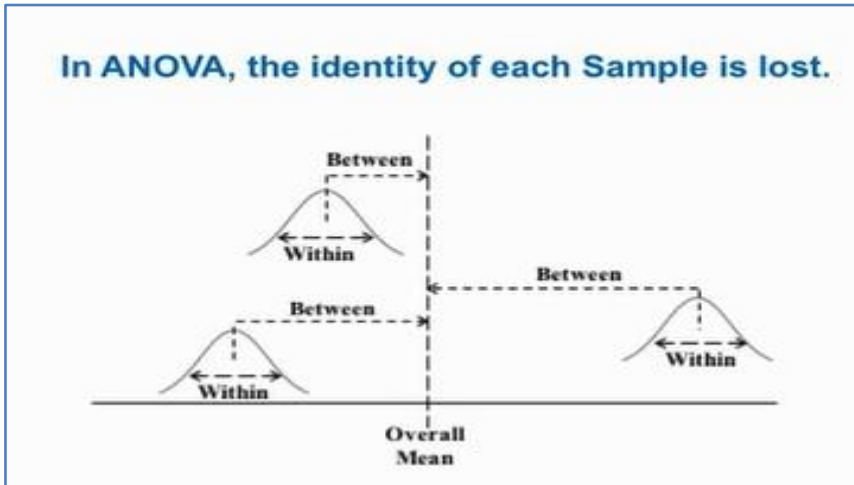 In ANOVA, the identity of each Sample is lost.
Between
Within
Between
Between
Within
Within
Overall
Mean